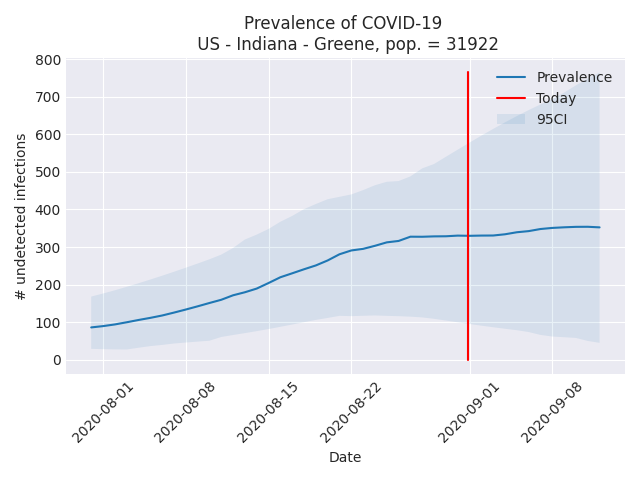 Prevalence of COVID-19
US - Indiana - Greene, pop. = 31922
800
700
600
500
400
300
200
100
0
# undetected infections
Prevalence
Today
95CI
2020-08-01
2020-08-08
2020-08-15
2020-08-22
2020-09-01
2020-09-08
Date